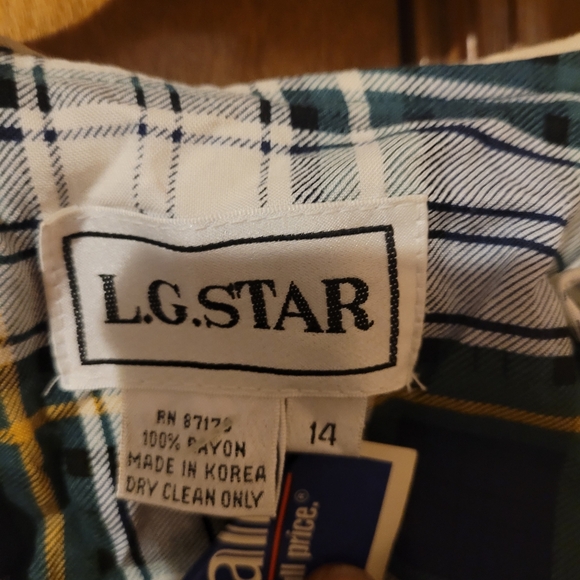 L.G.STAR
RN 87179
100% RAYON
MADE IN KOREA
DRY CLEAN ONLY
14
price.®